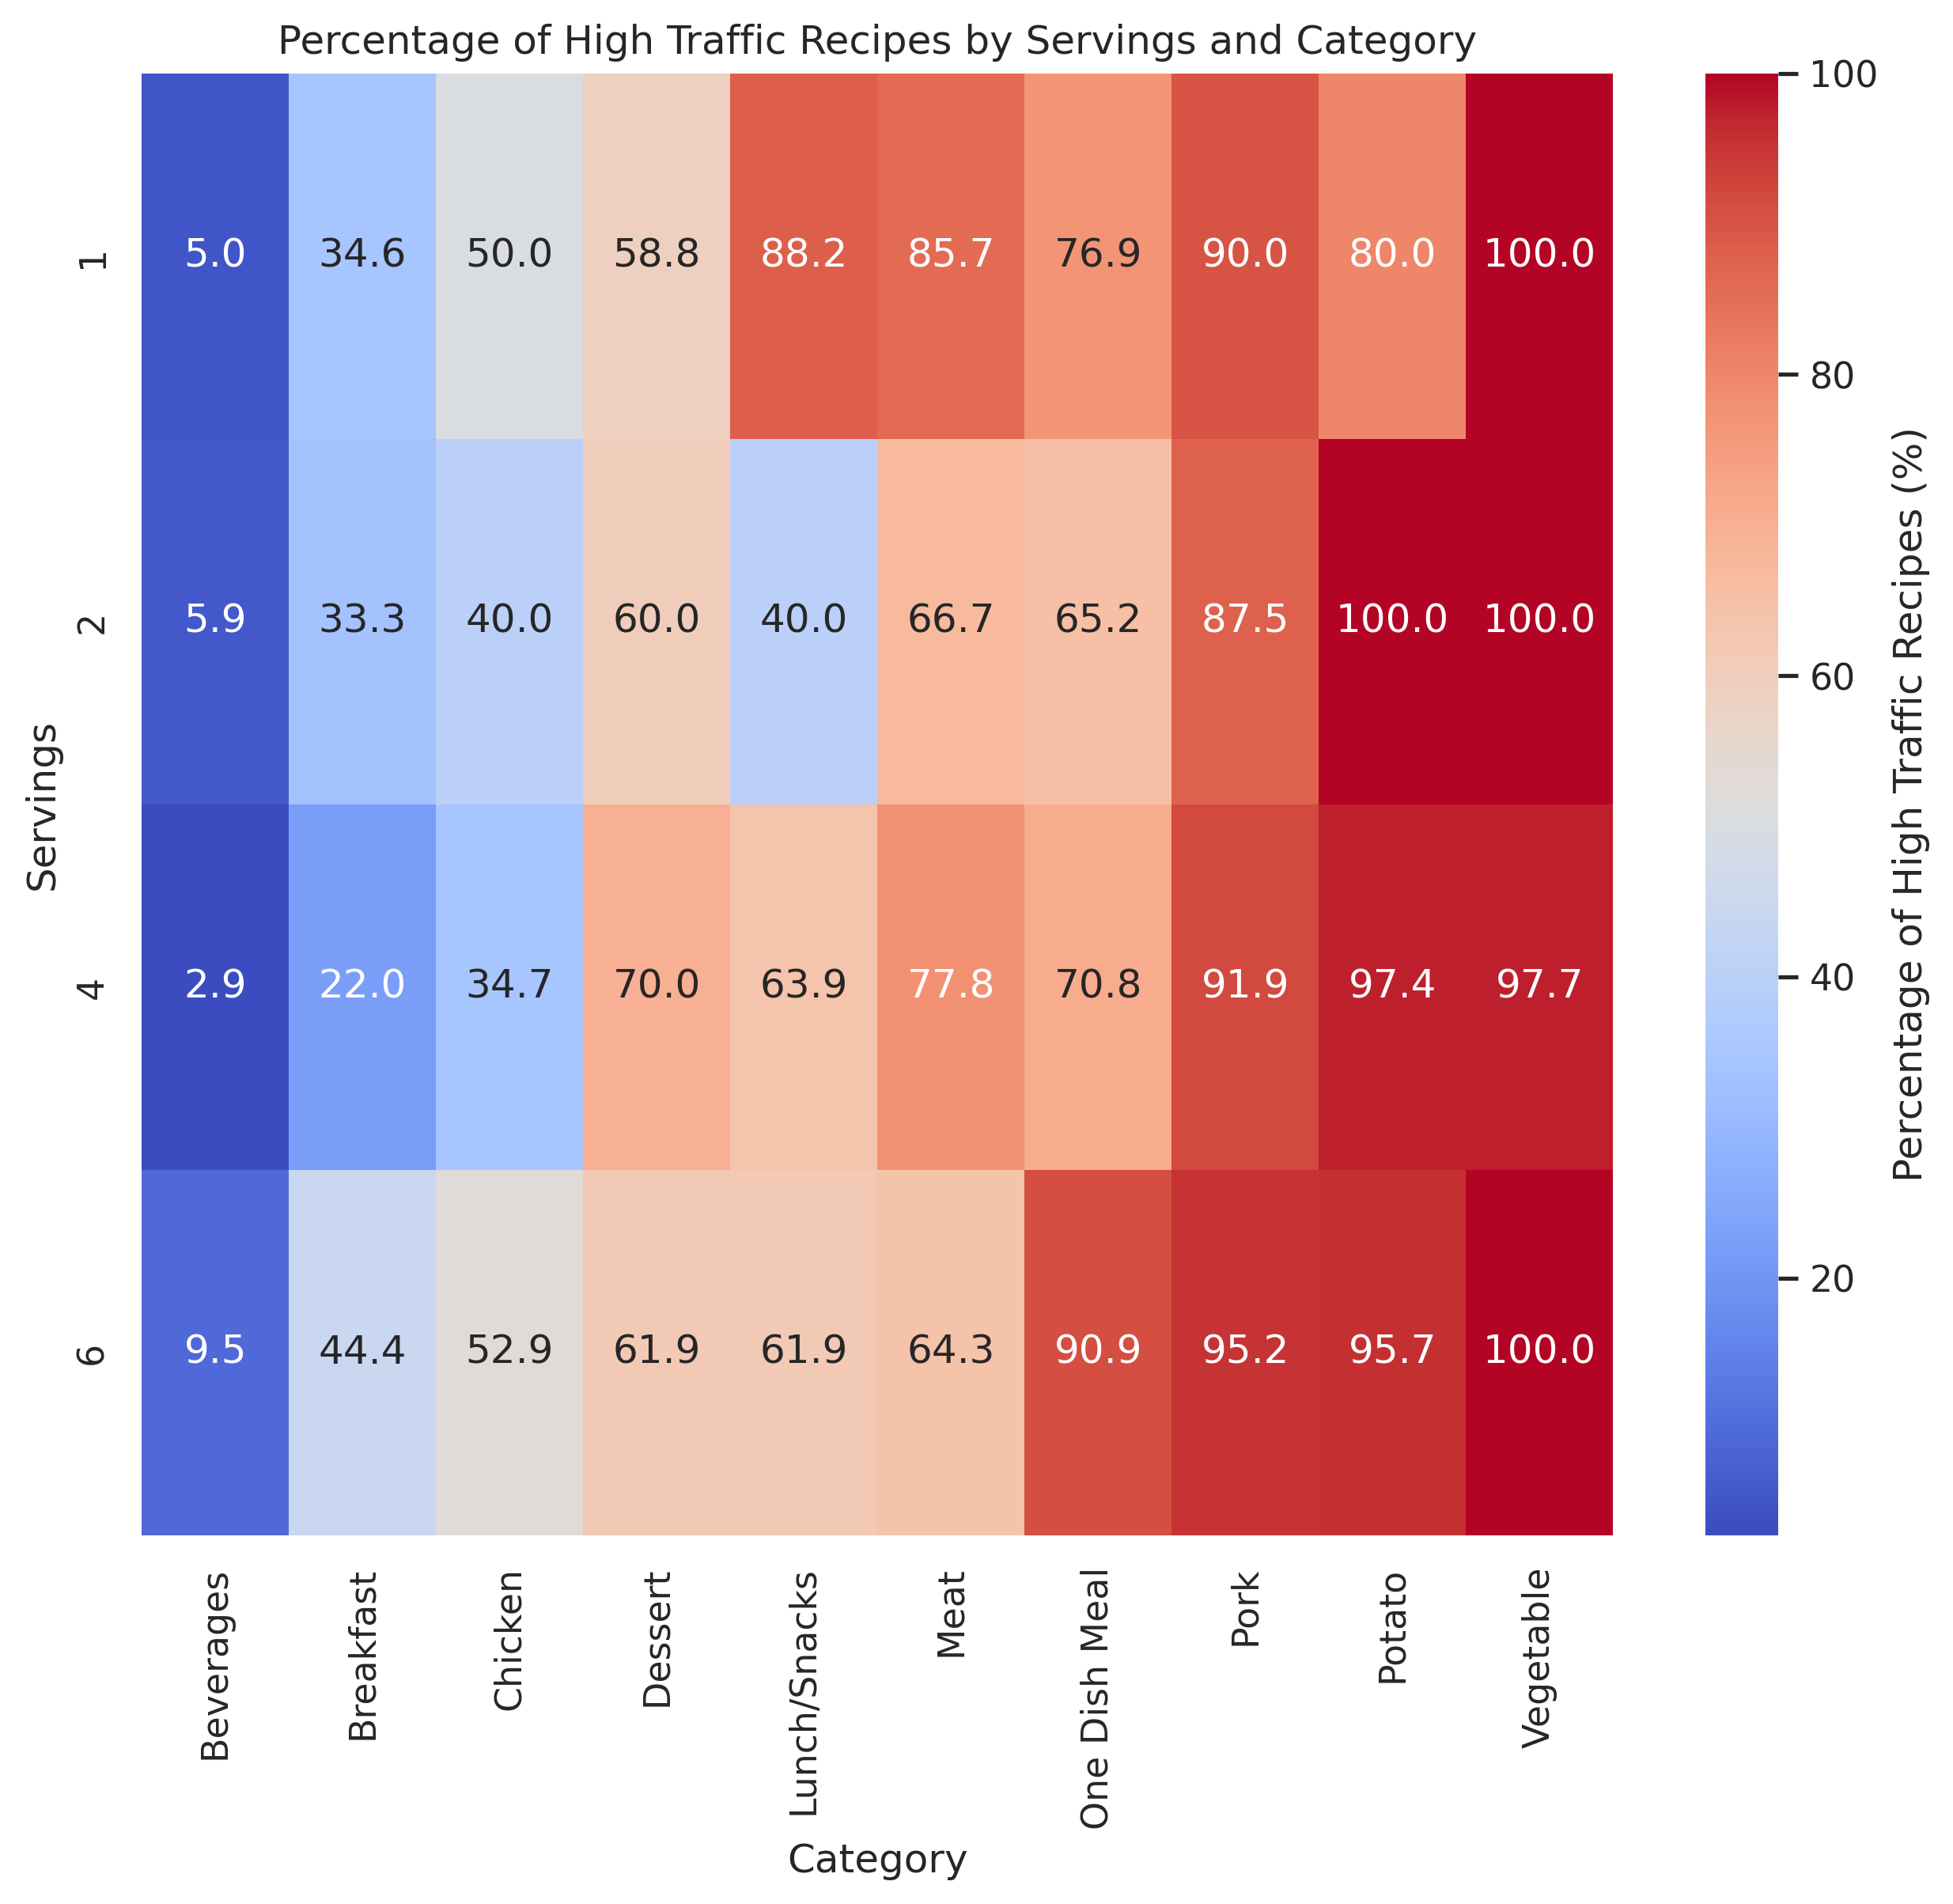 Percentage of High Traffic Recipes by Servings and Category
1 5.0 34.6 50.0 58.8 88.2 85.7 76.9 90.0 80.0 100.0
2 5.9 33.3 40.0 60.0 40.0 66.7 65.2 87.5 100.0 100.0
4 2.9 22.0 34.7 70.0 63.9 77.8 70.8 91.9 97.4 97.7
6 9.5 44.4 52.9 61.9 61.9 64.3 90.9 95.2 95.7 100.0
Servings
Beverages
Breakfast
Chicken
Dessert
Lunch/Snacks
Meat
One Dish Meal
Pork
Potato
Vegetable
Category
100
80
60
40
20
Percentage of High Traffic Recipes (%)